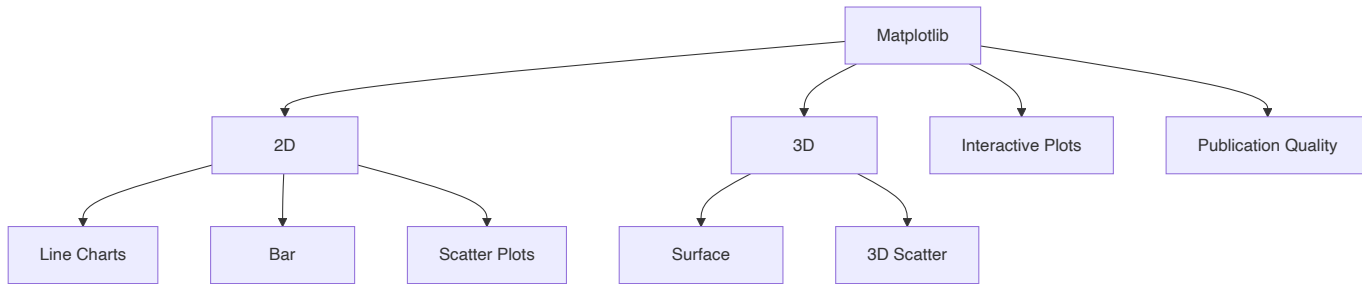 Matplotlib
2D
3D
Interactive Plots
Publication Quality
Line Charts
Bar
Scatter Plots
Surface
3D Scatter